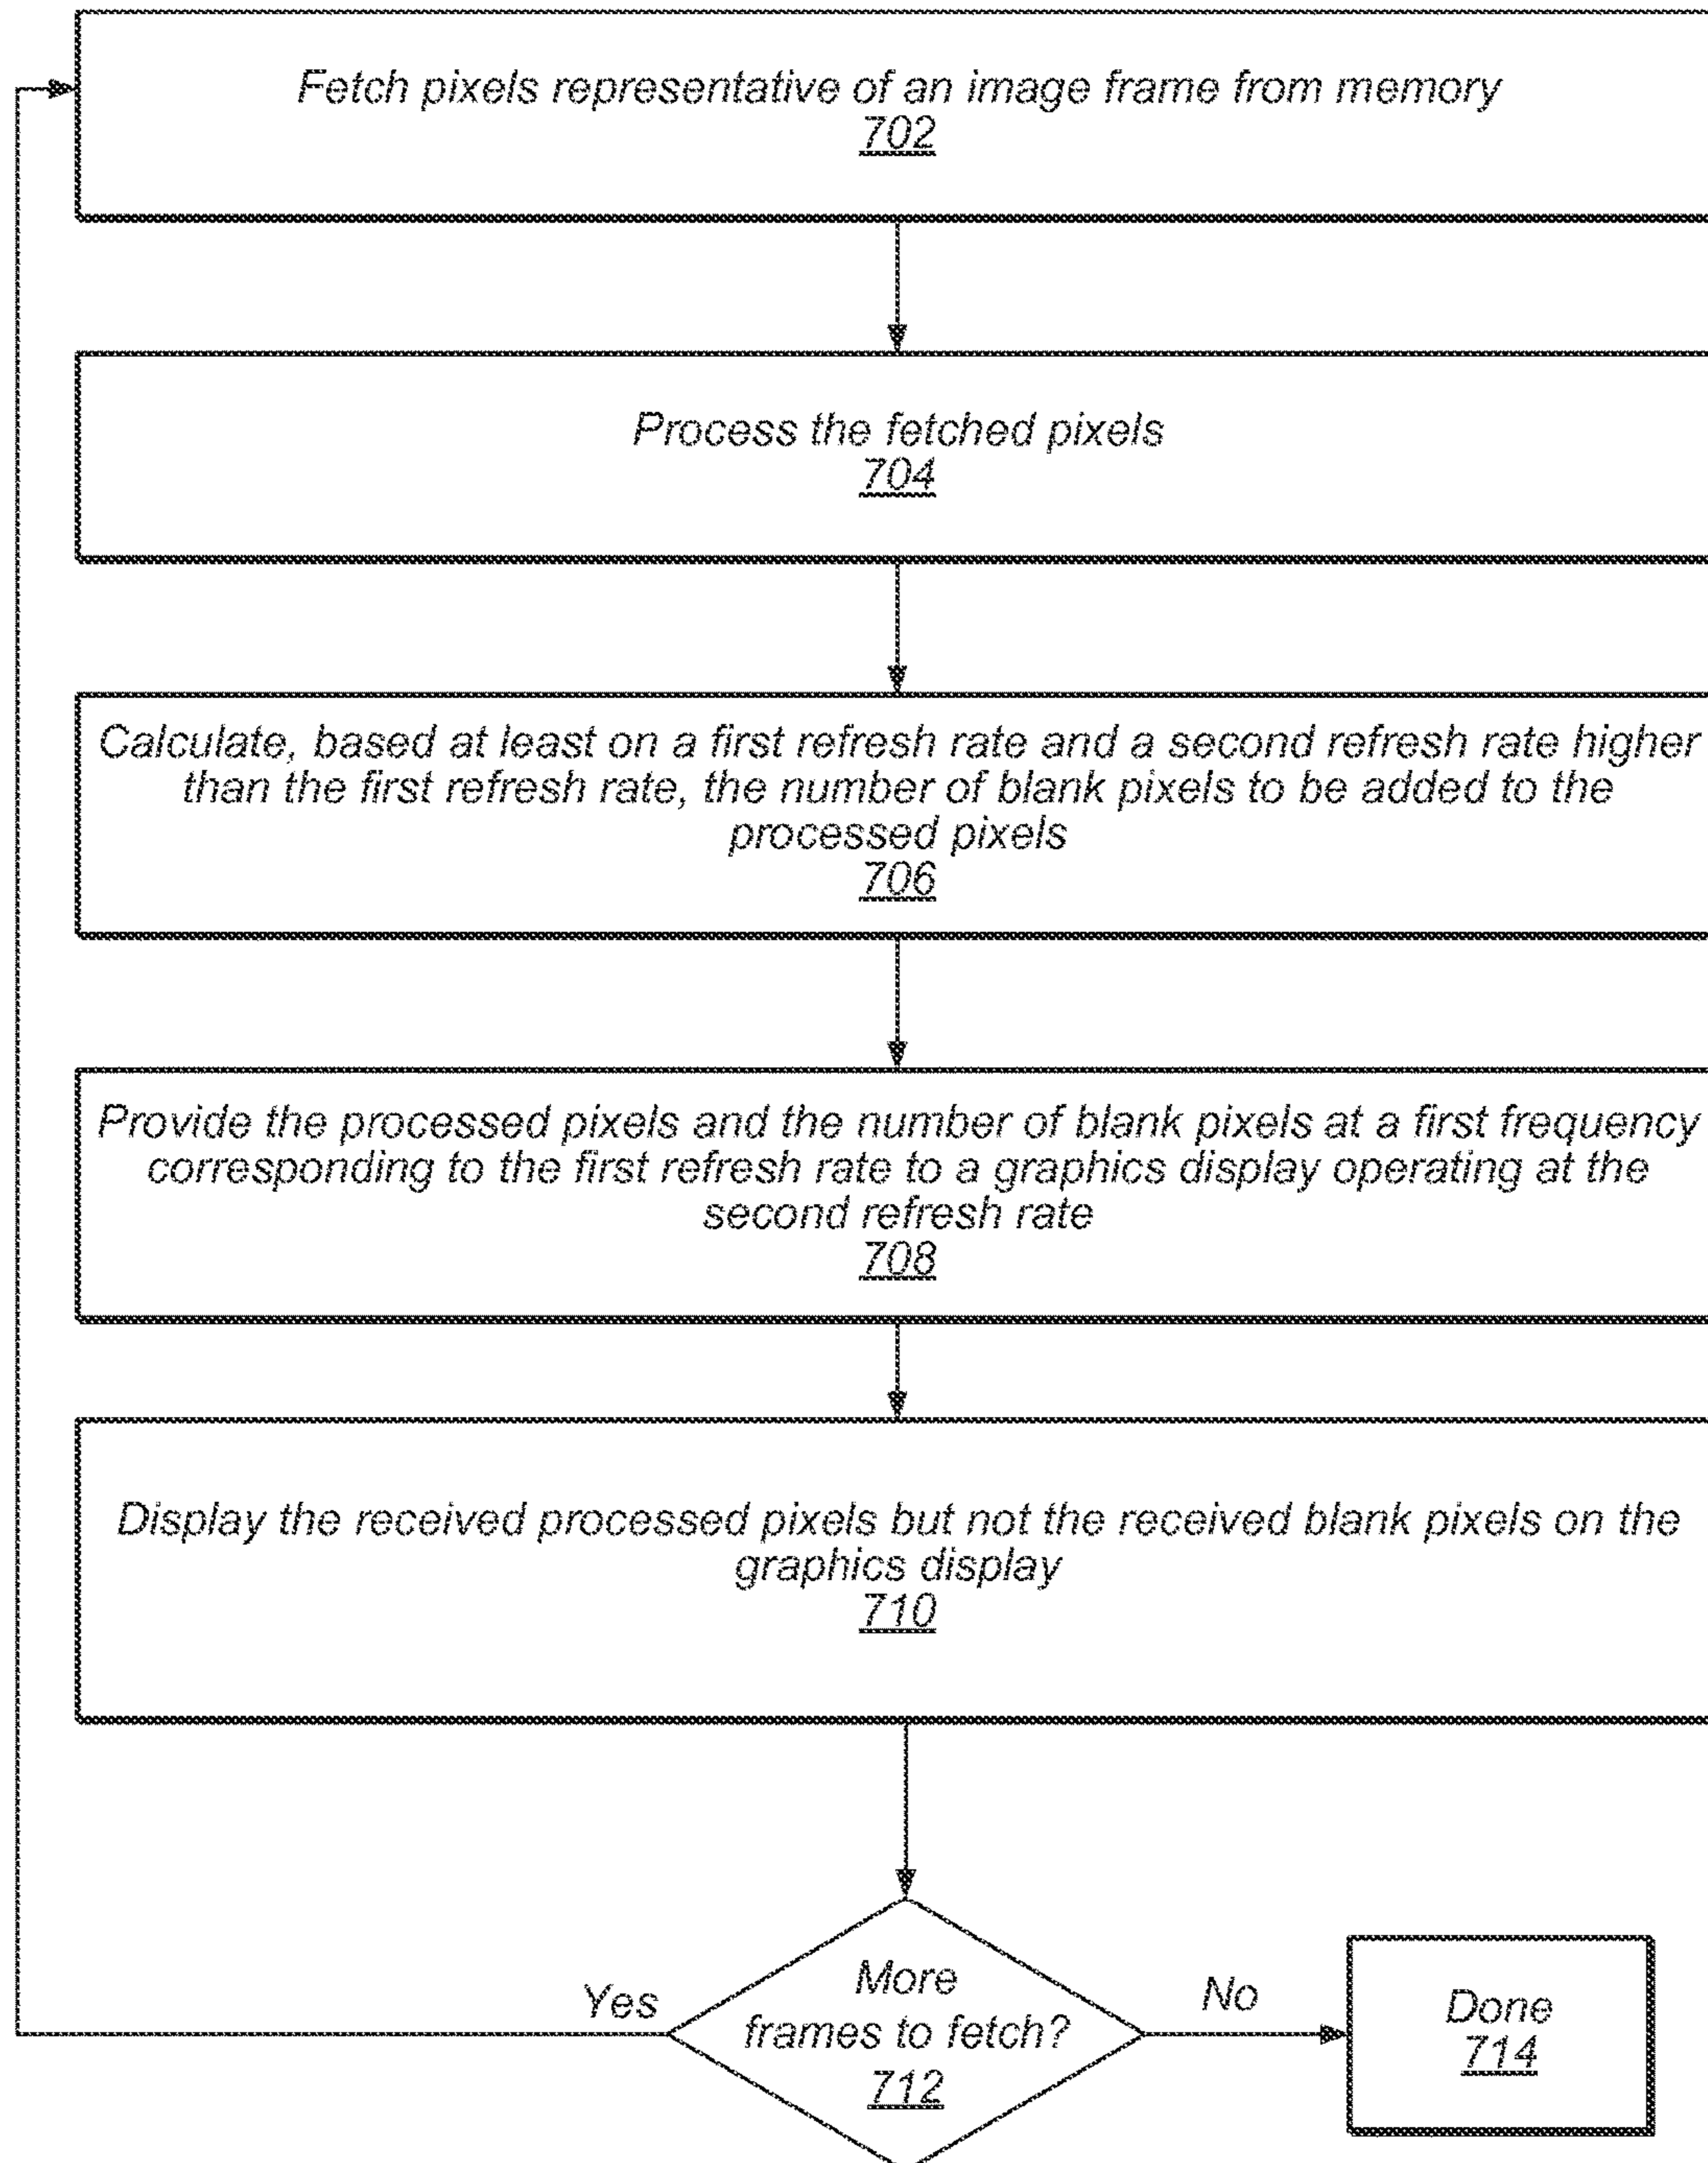 Fetch pixels representative of an image frame from memory
702
Process the fetched pixels
704
Calculate, based at least on a first refresh rate and a second refresh rate higher
than the first refresh rate, the number of blank pixels to be added to the
processed pixels
706
Provide the processed pixels and the number of blank pixels at a first frequency
corresponding to the first refresh rate to a graphics display operating at the
second refresh rate
708
Display the received processed pixels but not the received blank pixels on the
graphics display
710
More
frames to fetch?
712
Yes
No
Done
714